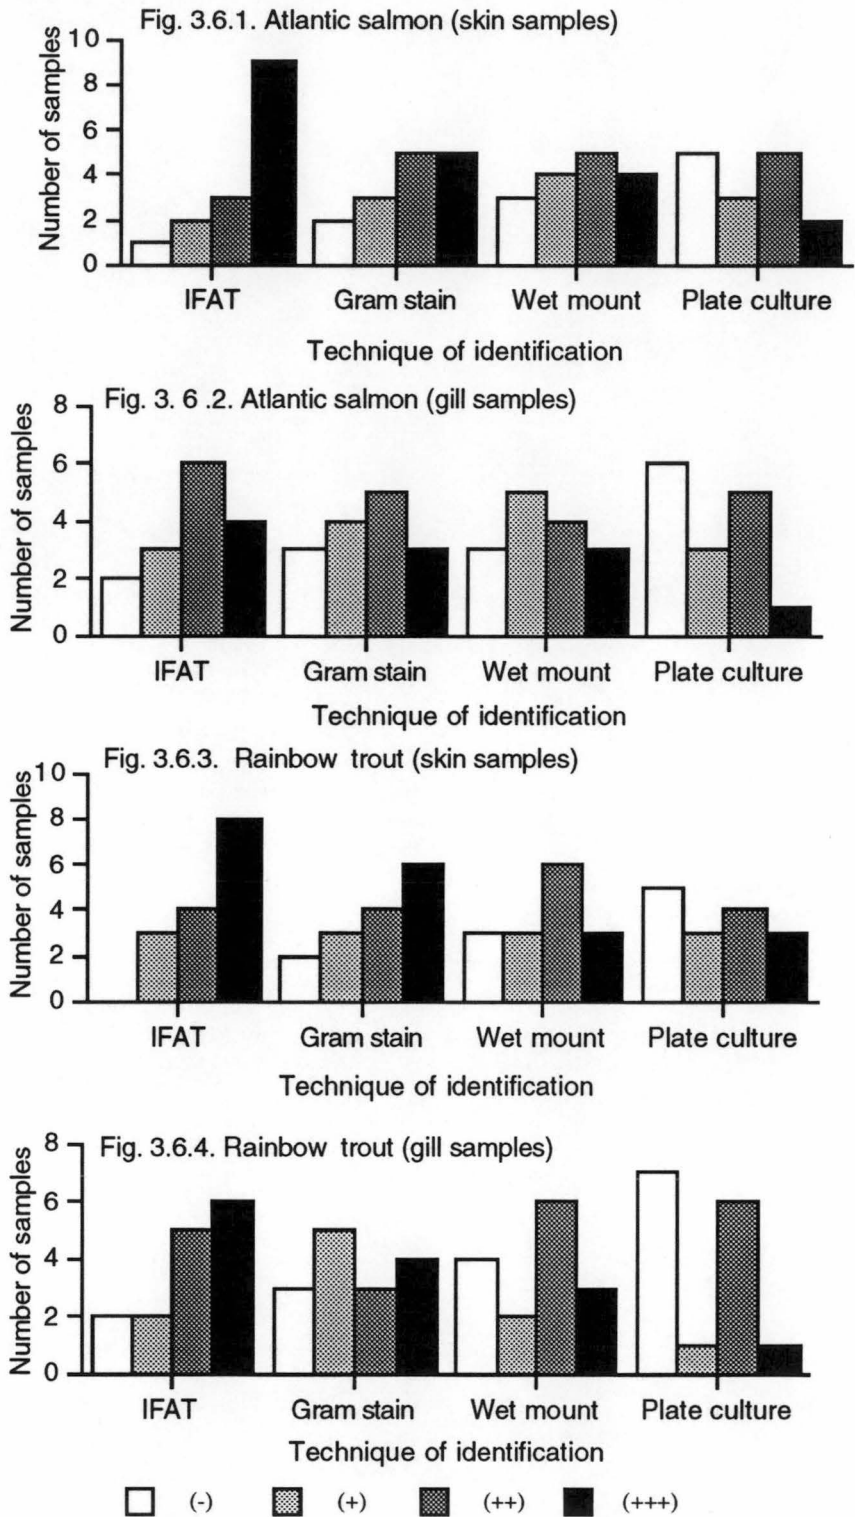 Fig. 3.6.1. Atlantic salmon (skin samples)
Number of samples
10
8
6
4
2
0
IFAT Gram stain Wet mount Plate culture
Technique of identification
Fig. 3. 6 .2. Atlantic salmon (gill samples)
Number of samples
8
6
4
2
0
IFAT Gram stain Wet mount Plate culture
Technique of identification
Fig. 3.6.3. Rainbow trout (skin samples)
Number of samples
10
8
6
4
2
0
IFAT Gram stain Wet mount Plate culture
Technique of identification
Fig. 3.6.4. Rainbow trout (gill samples)
Number of samples
8
6
4
2
0
IFAT Gram stain Wet mount Plate culture
Technique of identification
(-) (+) (++) (+++)